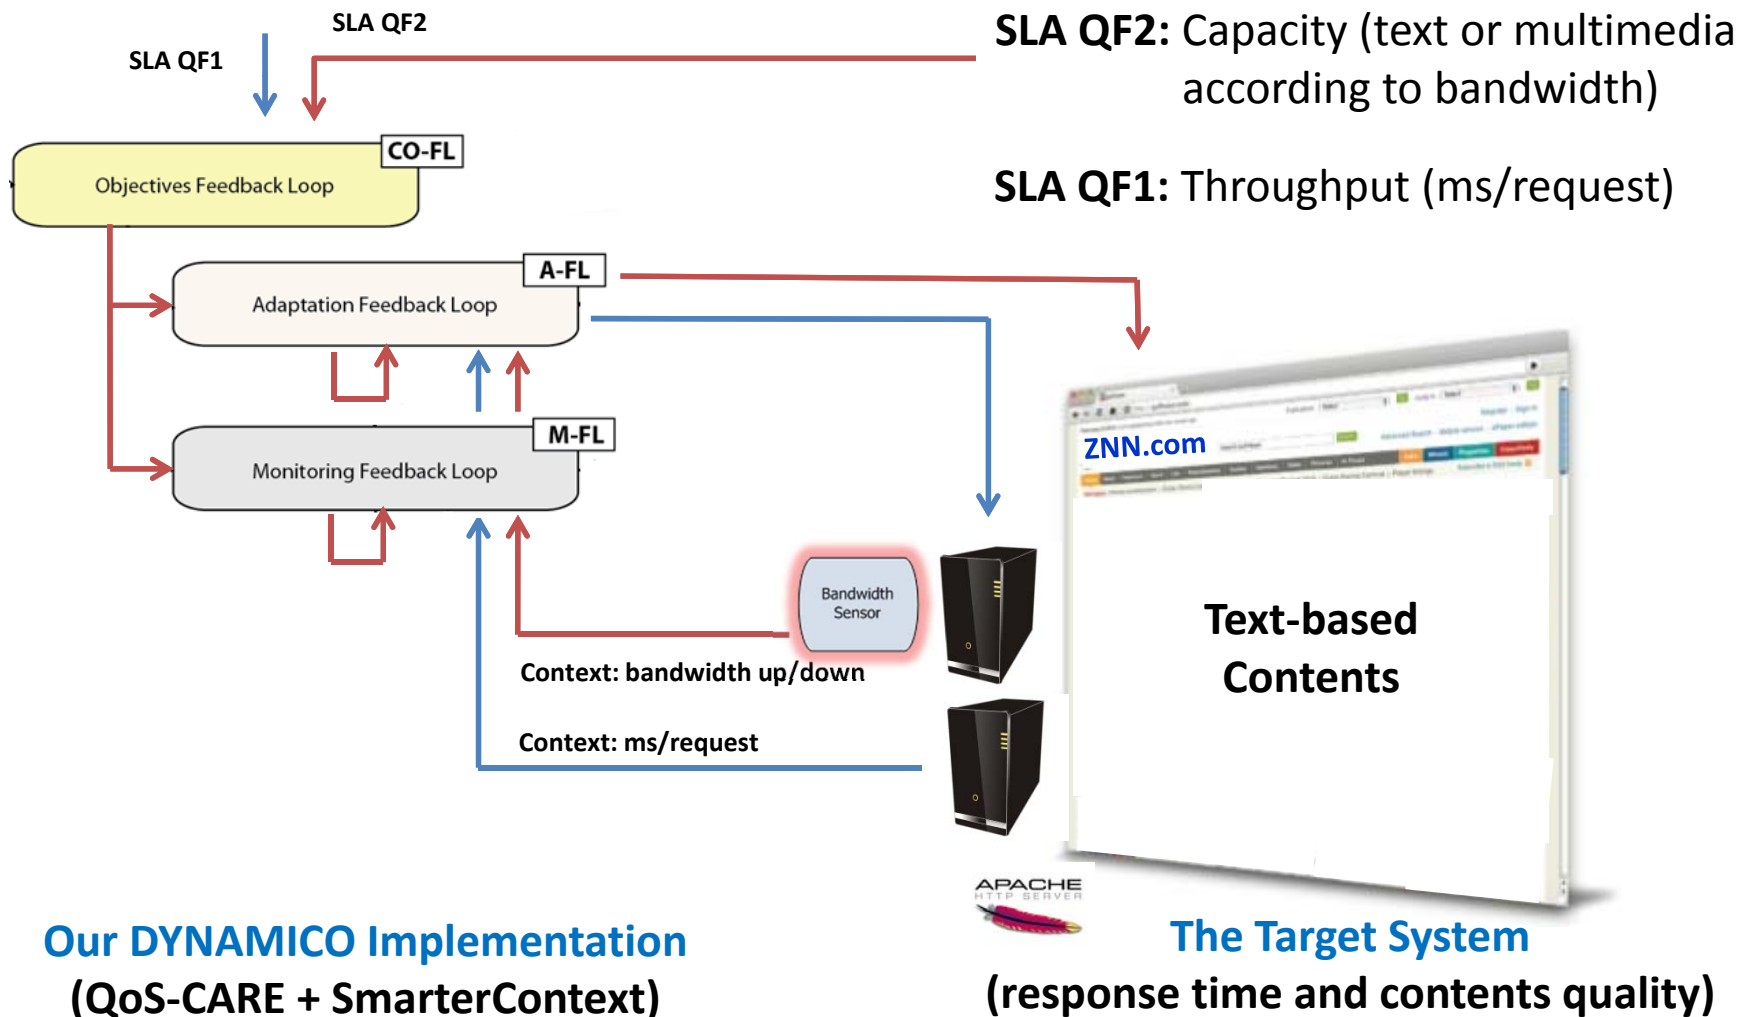 SLA QF2
SLA QF1
SLA QF2: Capacity (text or multimedia
according to bandwidth)
SLA QF1: Throughput (ms/request)
CO-FL
Objectives Feedback Loop
A-FL
Adaptation Feedback Loop
M-FL
Monitoring Feedback Loop
ZNN.com
Bandwidth
Sensor
Text-based
Contents
Context: bandwidth up/down
Context: ms/request
APACHE
HTTP SERVER
Our DYNAMICO Implementation
(QoS-CARE + SmarterContext)
The Target System
(response time and contents quality)